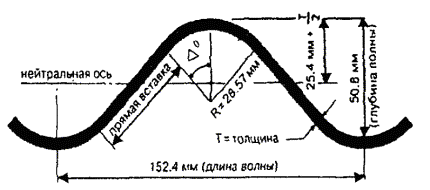 нейтральная ось
прямая вставка
Δ°
R = 28.57 мм
25.4 мм + T/2
50.8 мм
(глубина волны)
T = толщина
152.4 мм (длина волны)